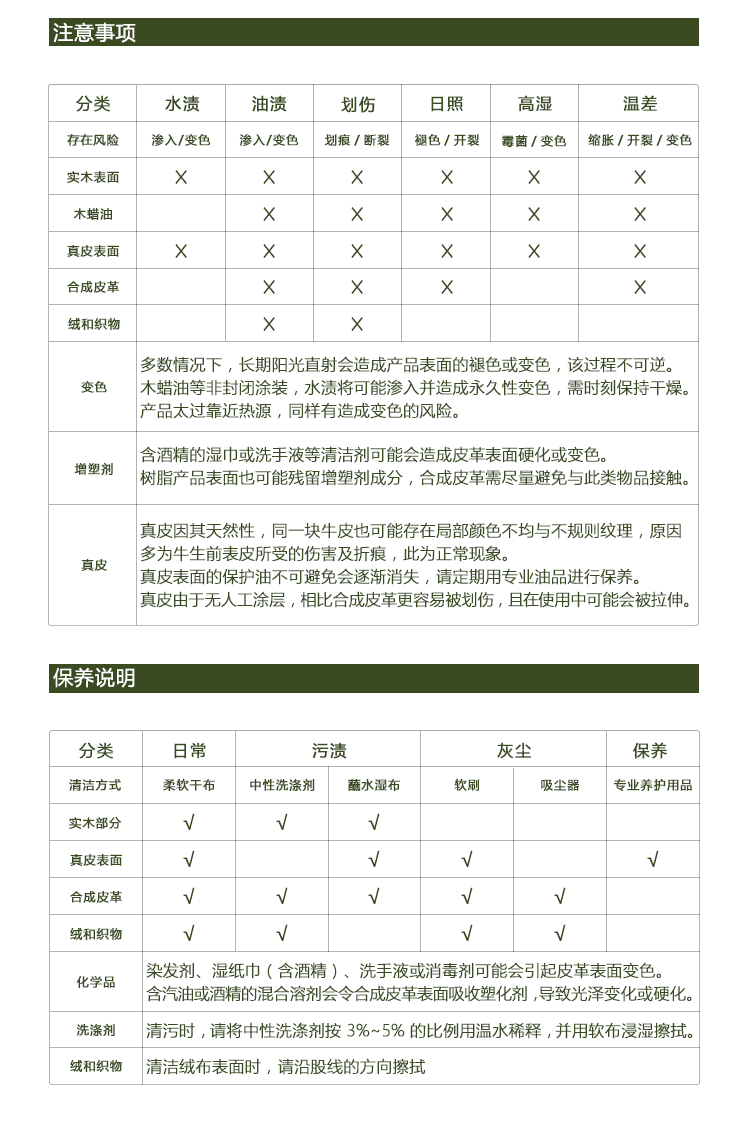 注意事项
分类 水渍 油渍 划伤 日照 高湿 温差
存在风险 渗入/变色 渗入/变色 划痕 / 断裂 褪色 / 开裂 霉菌 / 变色 缩胀 / 开裂 / 变色
实木表面 X X X X X X
木蜡油 X X X X X
真皮表面 X X X X X X
合成皮革 X X X X
绒和织物 X X
变色
多数情况下，长期阳光直射会造成产品表面的褪色或变色，该过程不可逆。
木蜡油等非封闭涂装，水渍将可能渗入并造成永久性变色，需时刻保持干燥。
产品太过靠近热源，同样有造成变色的风险。
增塑剂
含酒精的湿巾或洗手液等清洁剂可能会造成皮革表面硬化或变色。
树脂产品表面也可能残留增塑剂成分，合成皮革需尽量避免与此类物品接触。
真皮
真皮因其天然性，同一块牛皮也可能存在局部颜色不均与不规则纹理，原因
多为牛生前表皮所受的伤害及折痕，此为正常现象。
真皮表面的保护油不可避免会逐渐消失，请定期用专业油品进行保养。
真皮由于无人工涂层，相比合成皮革更容易被划伤，且在使用中可能会被拉伸。
保养说明
分类 日常 污渍 灰尘 保养
清洁方式 柔软干布 中性洗涤剂 蘸水湿布 软刷 吸尘器 专业养护用品
实木部分 √ √ √
真皮表面 √ √ √ √
合成皮革 √ √ √ √ √
绒和织物 √ √ √ √
化学品
染发剂、湿纸巾（含酒精）、洗手液或消毒剂可能会引起皮革表面变色。
含汽油或酒精的混合溶剂会令合成皮革表面吸收塑化剂，导致光泽变化或硬化。
洗涤剂 清污时，请将中性洗涤剂按 3%~5% 的比例用温水稀释，并用软布浸湿擦拭。
绒和织物 清洁绒布表面时，请沿股线的方向擦拭